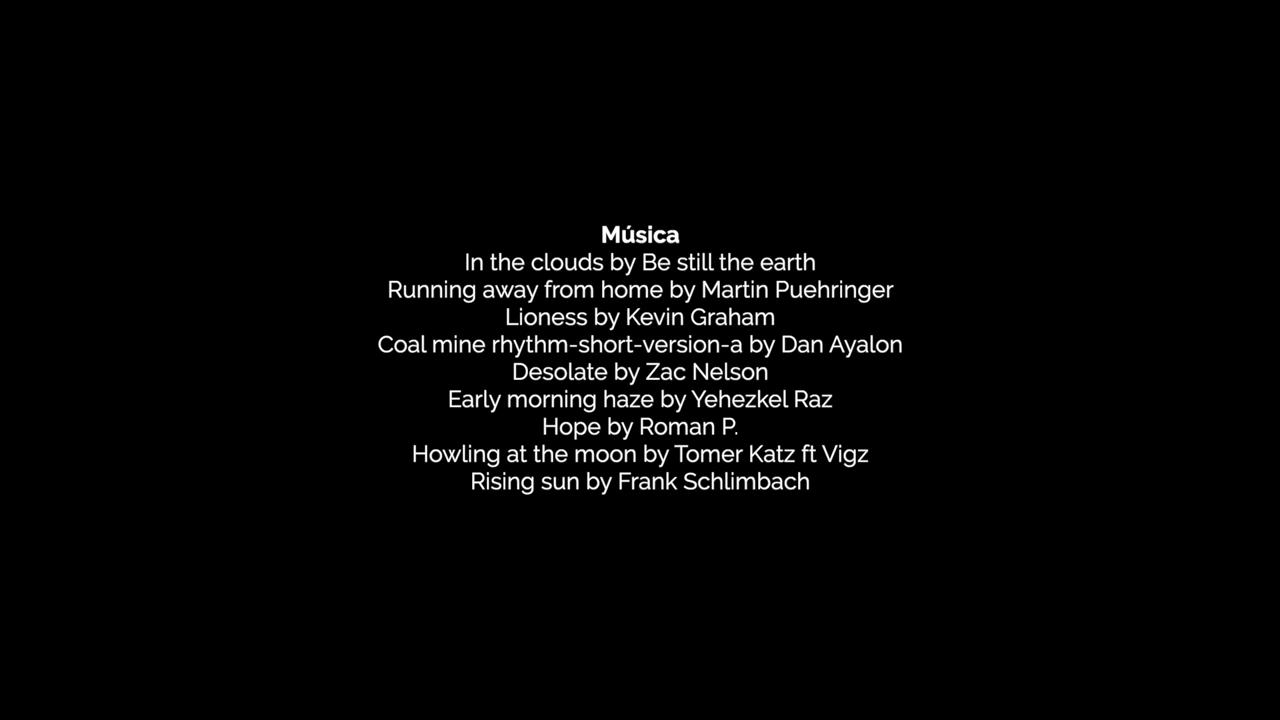 Música
In the clouds by Be still the earth
Running away from home by Martin Puehringer
Lioness by Kevin Graham
Coal mine rhythm-short-version-a by Dan Ayalon
Desolate by Zac Nelson
Early morning haze by Yehezkel Raz
Hope by Roman P.
Howling at the moon by Tomer Katz ft Vigz
Rising sun by Frank Schlimbach